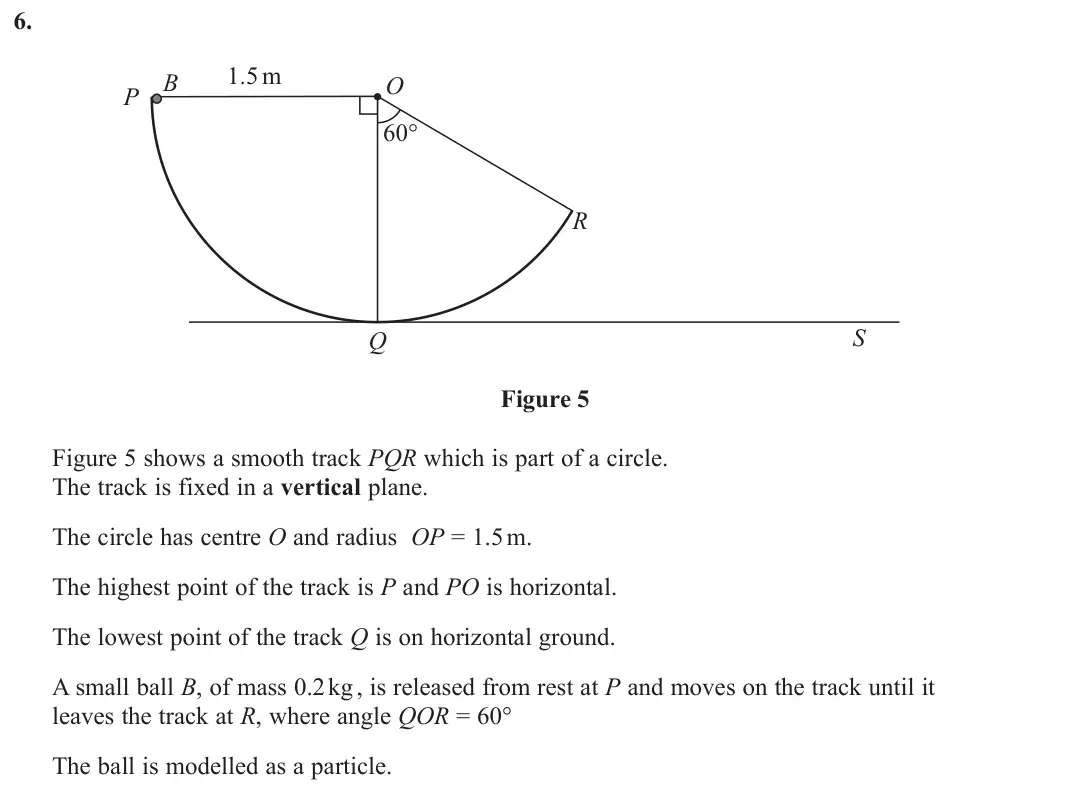 6.
P
B
1.5 m
O
60°
R
Q
S
Figure 5
Figure 5 shows a smooth track PQR which is part of a circle.
The track is fixed in a vertical plane.
The circle has centre O and radius OP = 1.5 m.
The highest point of the track is P and PO is horizontal.
The lowest point of the track Q is on horizontal ground.
A small ball B, of mass 0.2 kg, is released from rest at P and moves on the track until it
leaves the track at R, where angle QOR = 60°
The ball is modelled as a particle.